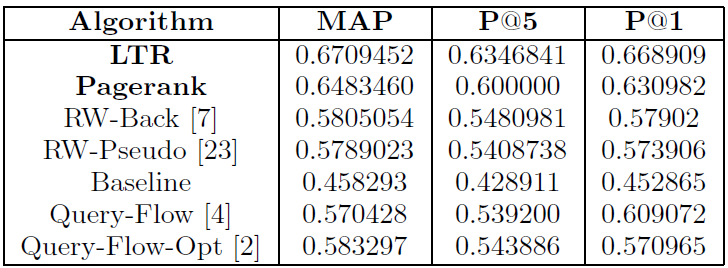 Algorithm MAP P@5 P@1
LTR 0.6709452 0.6346841 0.668909
Pagerank 0.6483460 0.600000 0.630982
RW-Back [7] 0.5805054 0.5480981 0.57902
RW-Pseudo [23] 0.5789023 0.5408738 0.573906
Baseline 0.458293 0.428911 0.452865
Query-Flow [4] 0.570428 0.539200 0.609072
Query-Flow-Opt [2] 0.583297 0.543886 0.570965